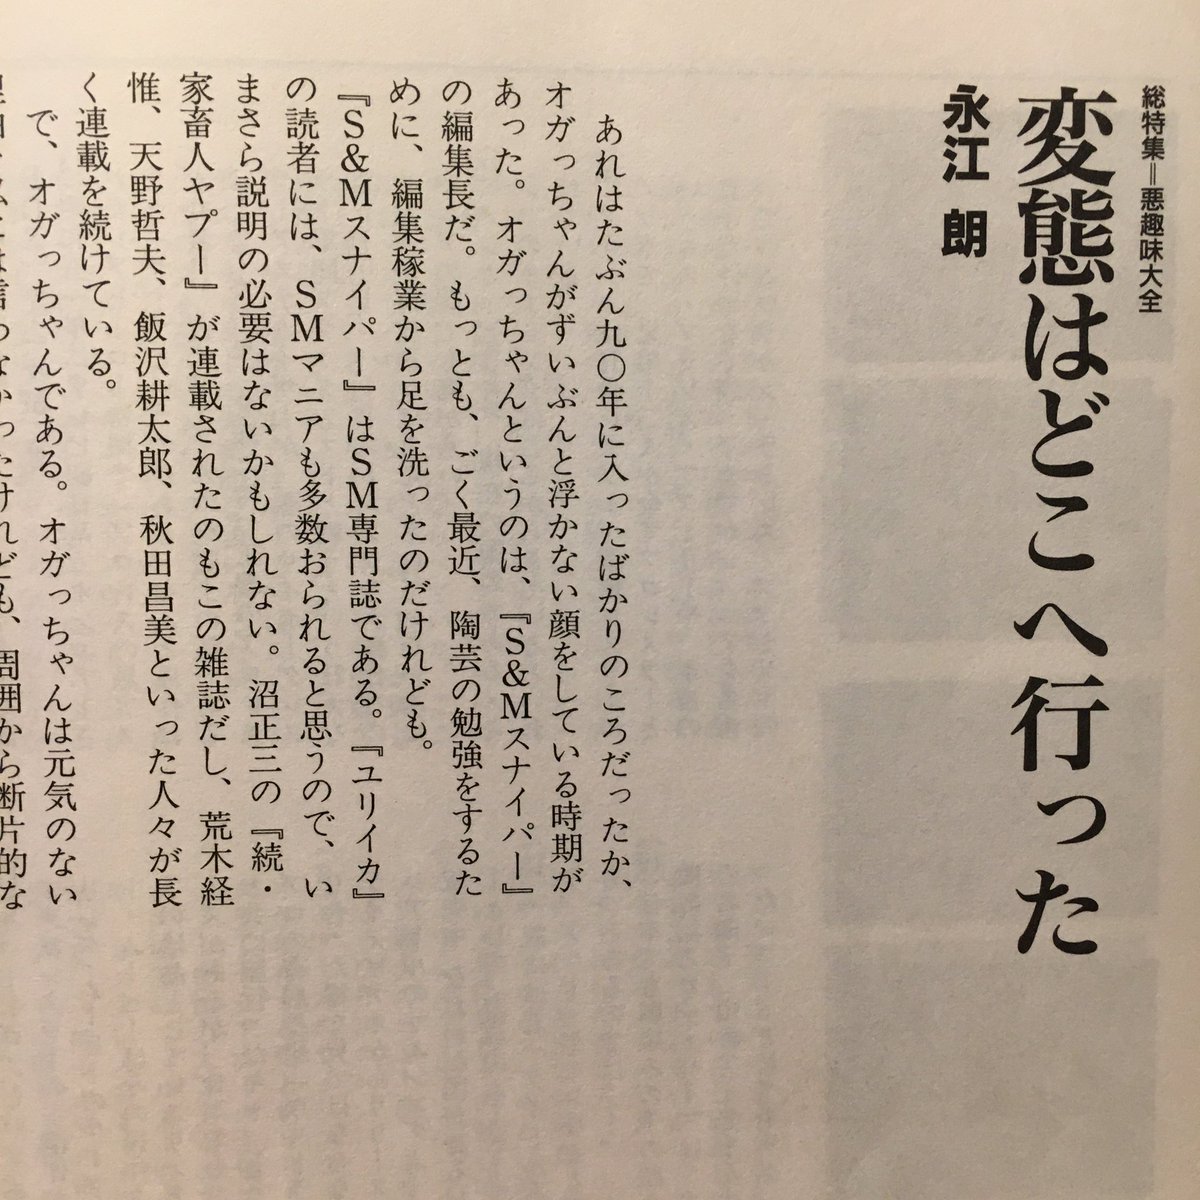 総特集＝悪趣味大全
変態はどこへ行った
永江 朗
あれはたぶん九〇年に入ったばかりのころだったか、
オガっちゃんがずいぶんと浮かない顔をしている時期が
あった。オガっちゃんというのは、『S&Mスナイパー』
の編集長だ。もっとも、ごく最近、陶芸の勉強をするた
めに、編集稼業から足を洗ったのだけれども。
『S&Mスナイパー』はSM専門誌である。『ユリイカ』
の読者には、SMマニアも多数おられると思うので、い
まさら説明の必要はないかもしれない。沼正三の『続・
家畜人ヤプー』が連載されたのもこの雑誌だし、荒木経
惟、天野哲夫、飯沢耕太郎、秋田昌美といった人々が長
く連載を続けている。
で、オガっちゃんである。オガっちゃんは元気のない
には言わなかったけれども、周囲から断片的な